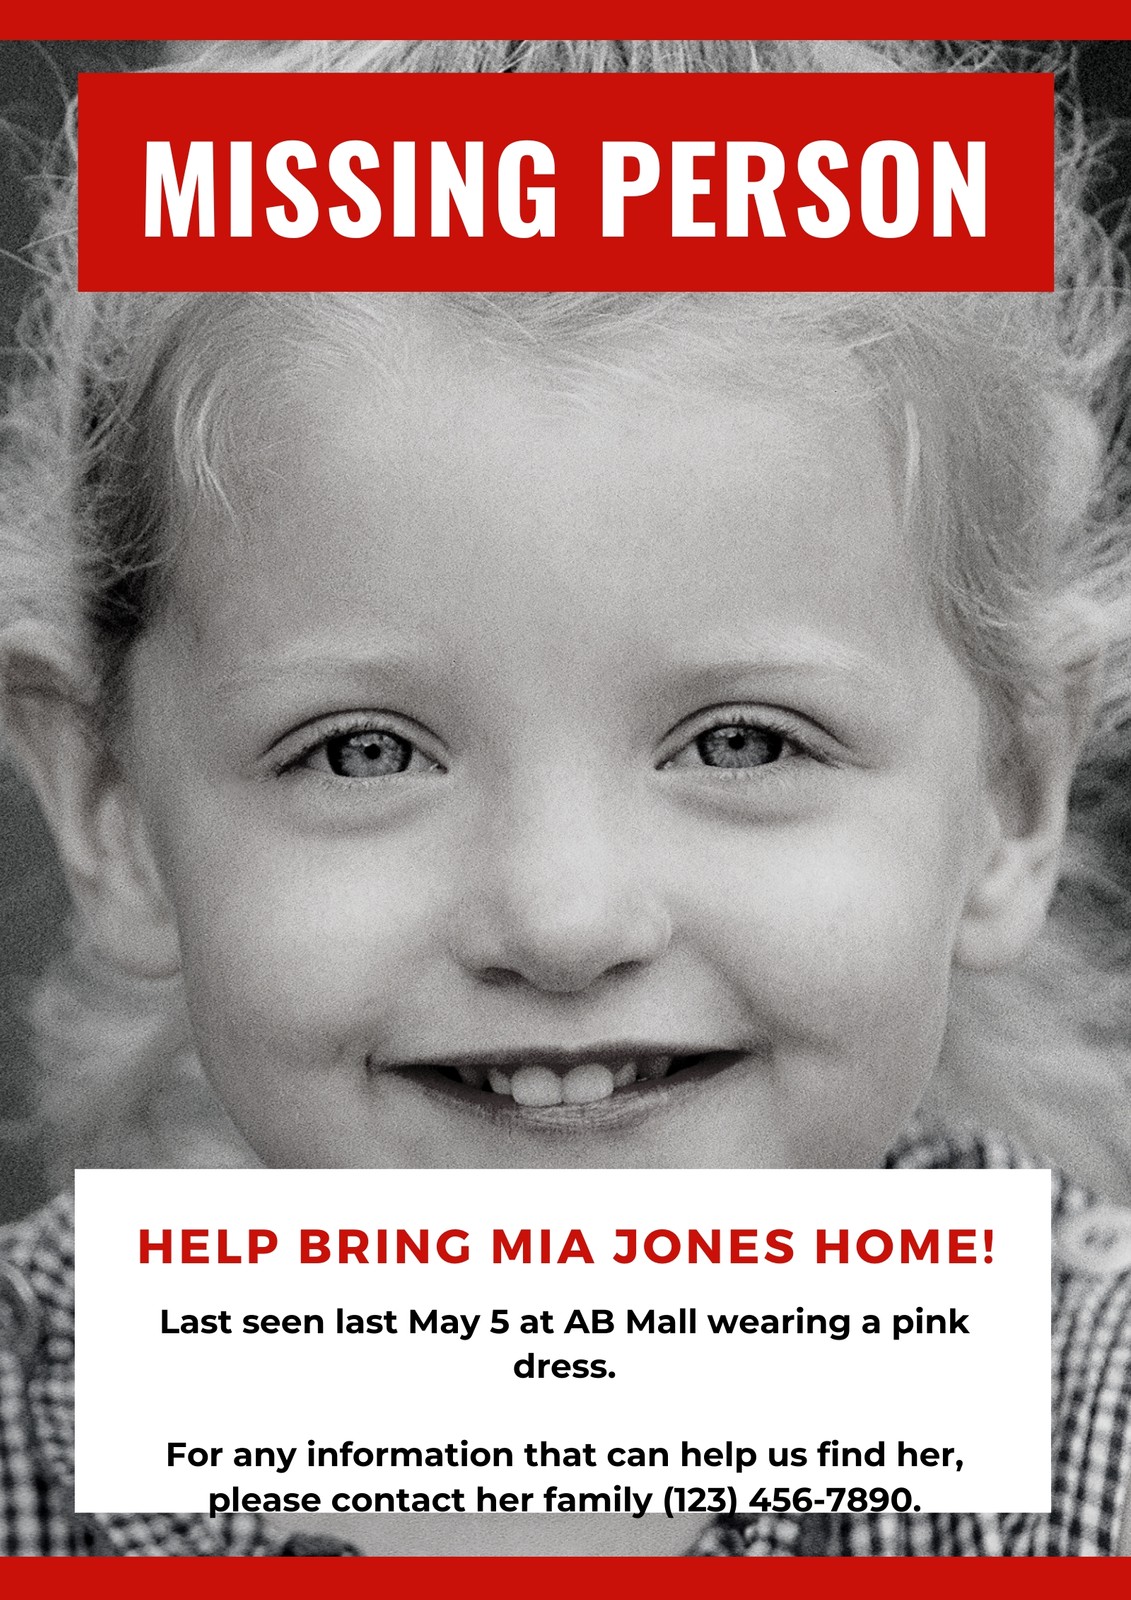 MISSING PERSON
HELP BRING MIA JONES HOME!
Last seen last May 5 at AB Mall wearing a pink
dress.
For any information that can help us find her,
please contact her family (123) 456-7890.